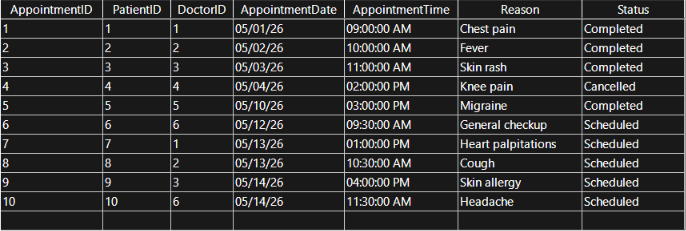 AppointmentID PatientID DoctorID AppointmentDate AppointmentTime Reason Status
1 1 1 05/01/26 09:00:00 AM Chest pain Completed
2 2 2 05/02/26 10:00:00 AM Fever Completed
3 3 3 05/03/26 11:00:00 AM Skin rash Completed
4 4 4 05/04/26 02:00:00 PM Knee pain Cancelled
5 5 5 05/10/26 03:00:00 PM Migraine Completed
6 6 6 05/12/26 09:30:00 AM General checkup Scheduled
7 7 1 05/13/26 01:00:00 PM Heart palpitations Scheduled
8 8 2 05/13/26 10:30:00 AM Cough Scheduled
9 9 3 05/14/26 04:00:00 PM Skin allergy Scheduled
10 10 6 05/14/26 11:30:00 AM Headache Scheduled